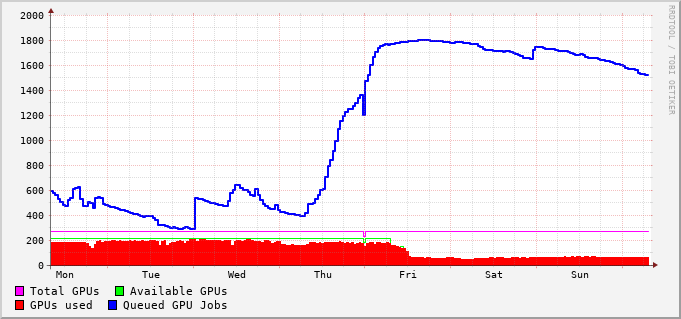 2000
1800
1600
1400
1200
1000
800
600
400
200
0
Mon Tue Wed Thu Fri Sat Sun
Total GPUs Available GPUs
GPUs used Queued GPU Jobs
RRDTOOL / TOBI OETIKER